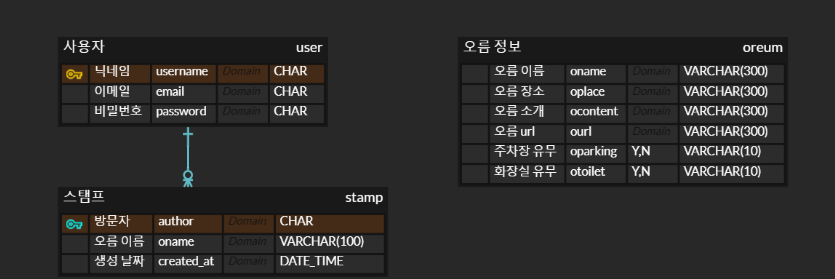 사용자 user
닉네임 username Domain CHAR
이메일 email Domain CHAR
비밀번호 password Domain CHAR
스탬프 stamp
방문자 author Domain CHAR
오름 이름 oname Domain VARCHAR(100)
생성 날짜 created_at Domain DATE_TIME
오름 정보 oreum
오름 이름 oname Domain VARCHAR(300)
오름 장소 oplace Domain VARCHAR(300)
오름 소개 ocontent Domain VARCHAR(300)
오름 url ourl Domain VARCHAR(300)
주차장 유무 oparking Y,N VARCHAR(10)
화장실 유무 otoilet Y,N VARCHAR(10)